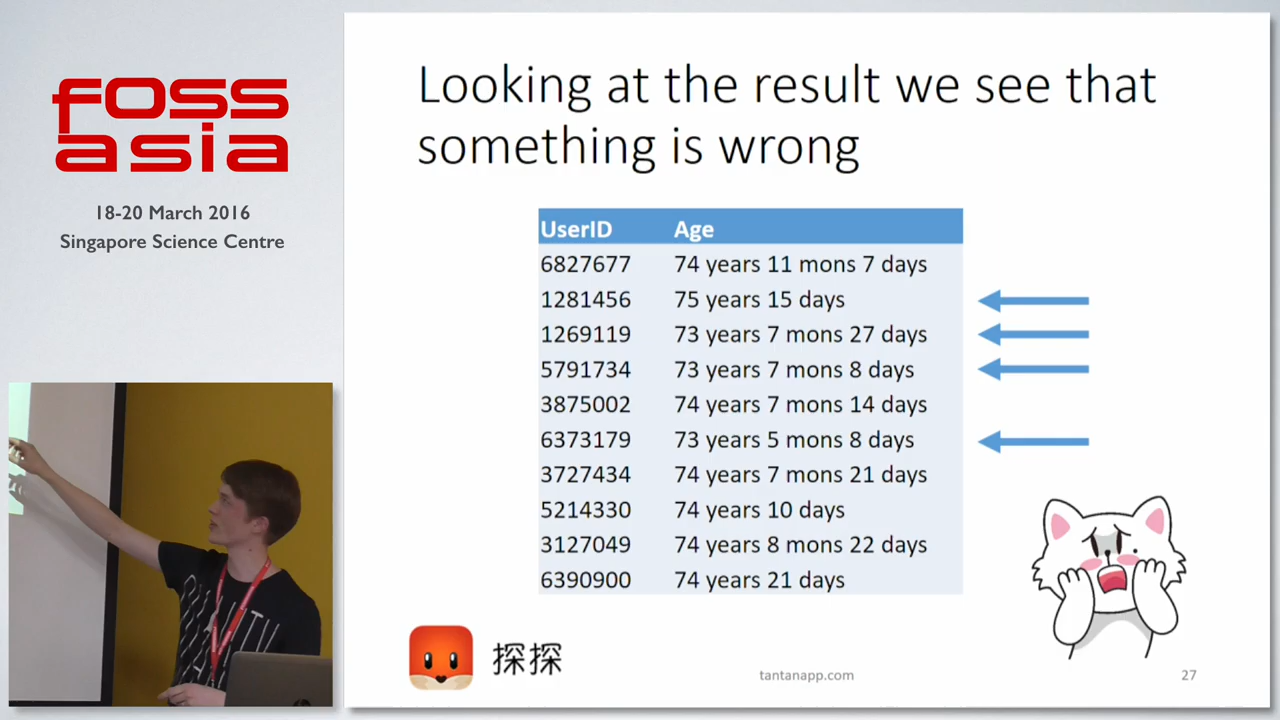 foss
asia
18-20 March 2016
Singapore Science Centre
Looking at the result we see that
something is wrong
UserID Age
6827677 74 years 11 mons 7 days
1281456 75 years 15 days
1269119 73 years 7 mons 27 days
5791734 73 years 7 mons 8 days
3875002 74 years 7 mons 14 days
6373179 73 years 5 mons 8 days
3727434 74 years 7 mons 21 days
5214330 74 years 10 days
3127049 74 years 8 mons 22 days
6390900 74 years 21 days
探探
tantanapp.com
27